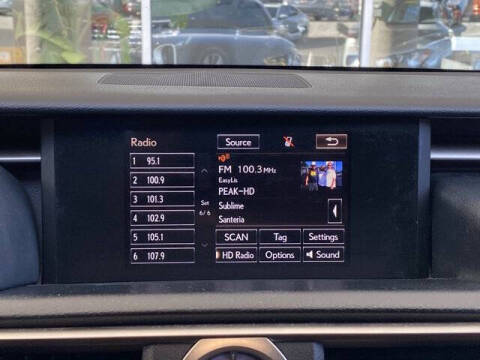 Radio
Source
1 95.1
2 100.9
3 101.3
4 102.9
5 105.1
6 107.9
Set
6/6
FM 100.3 MHz
EasyLis
PEAK-HD
Sublime
Santeria
SCAN Tag Settings
HD Radio Options Sound